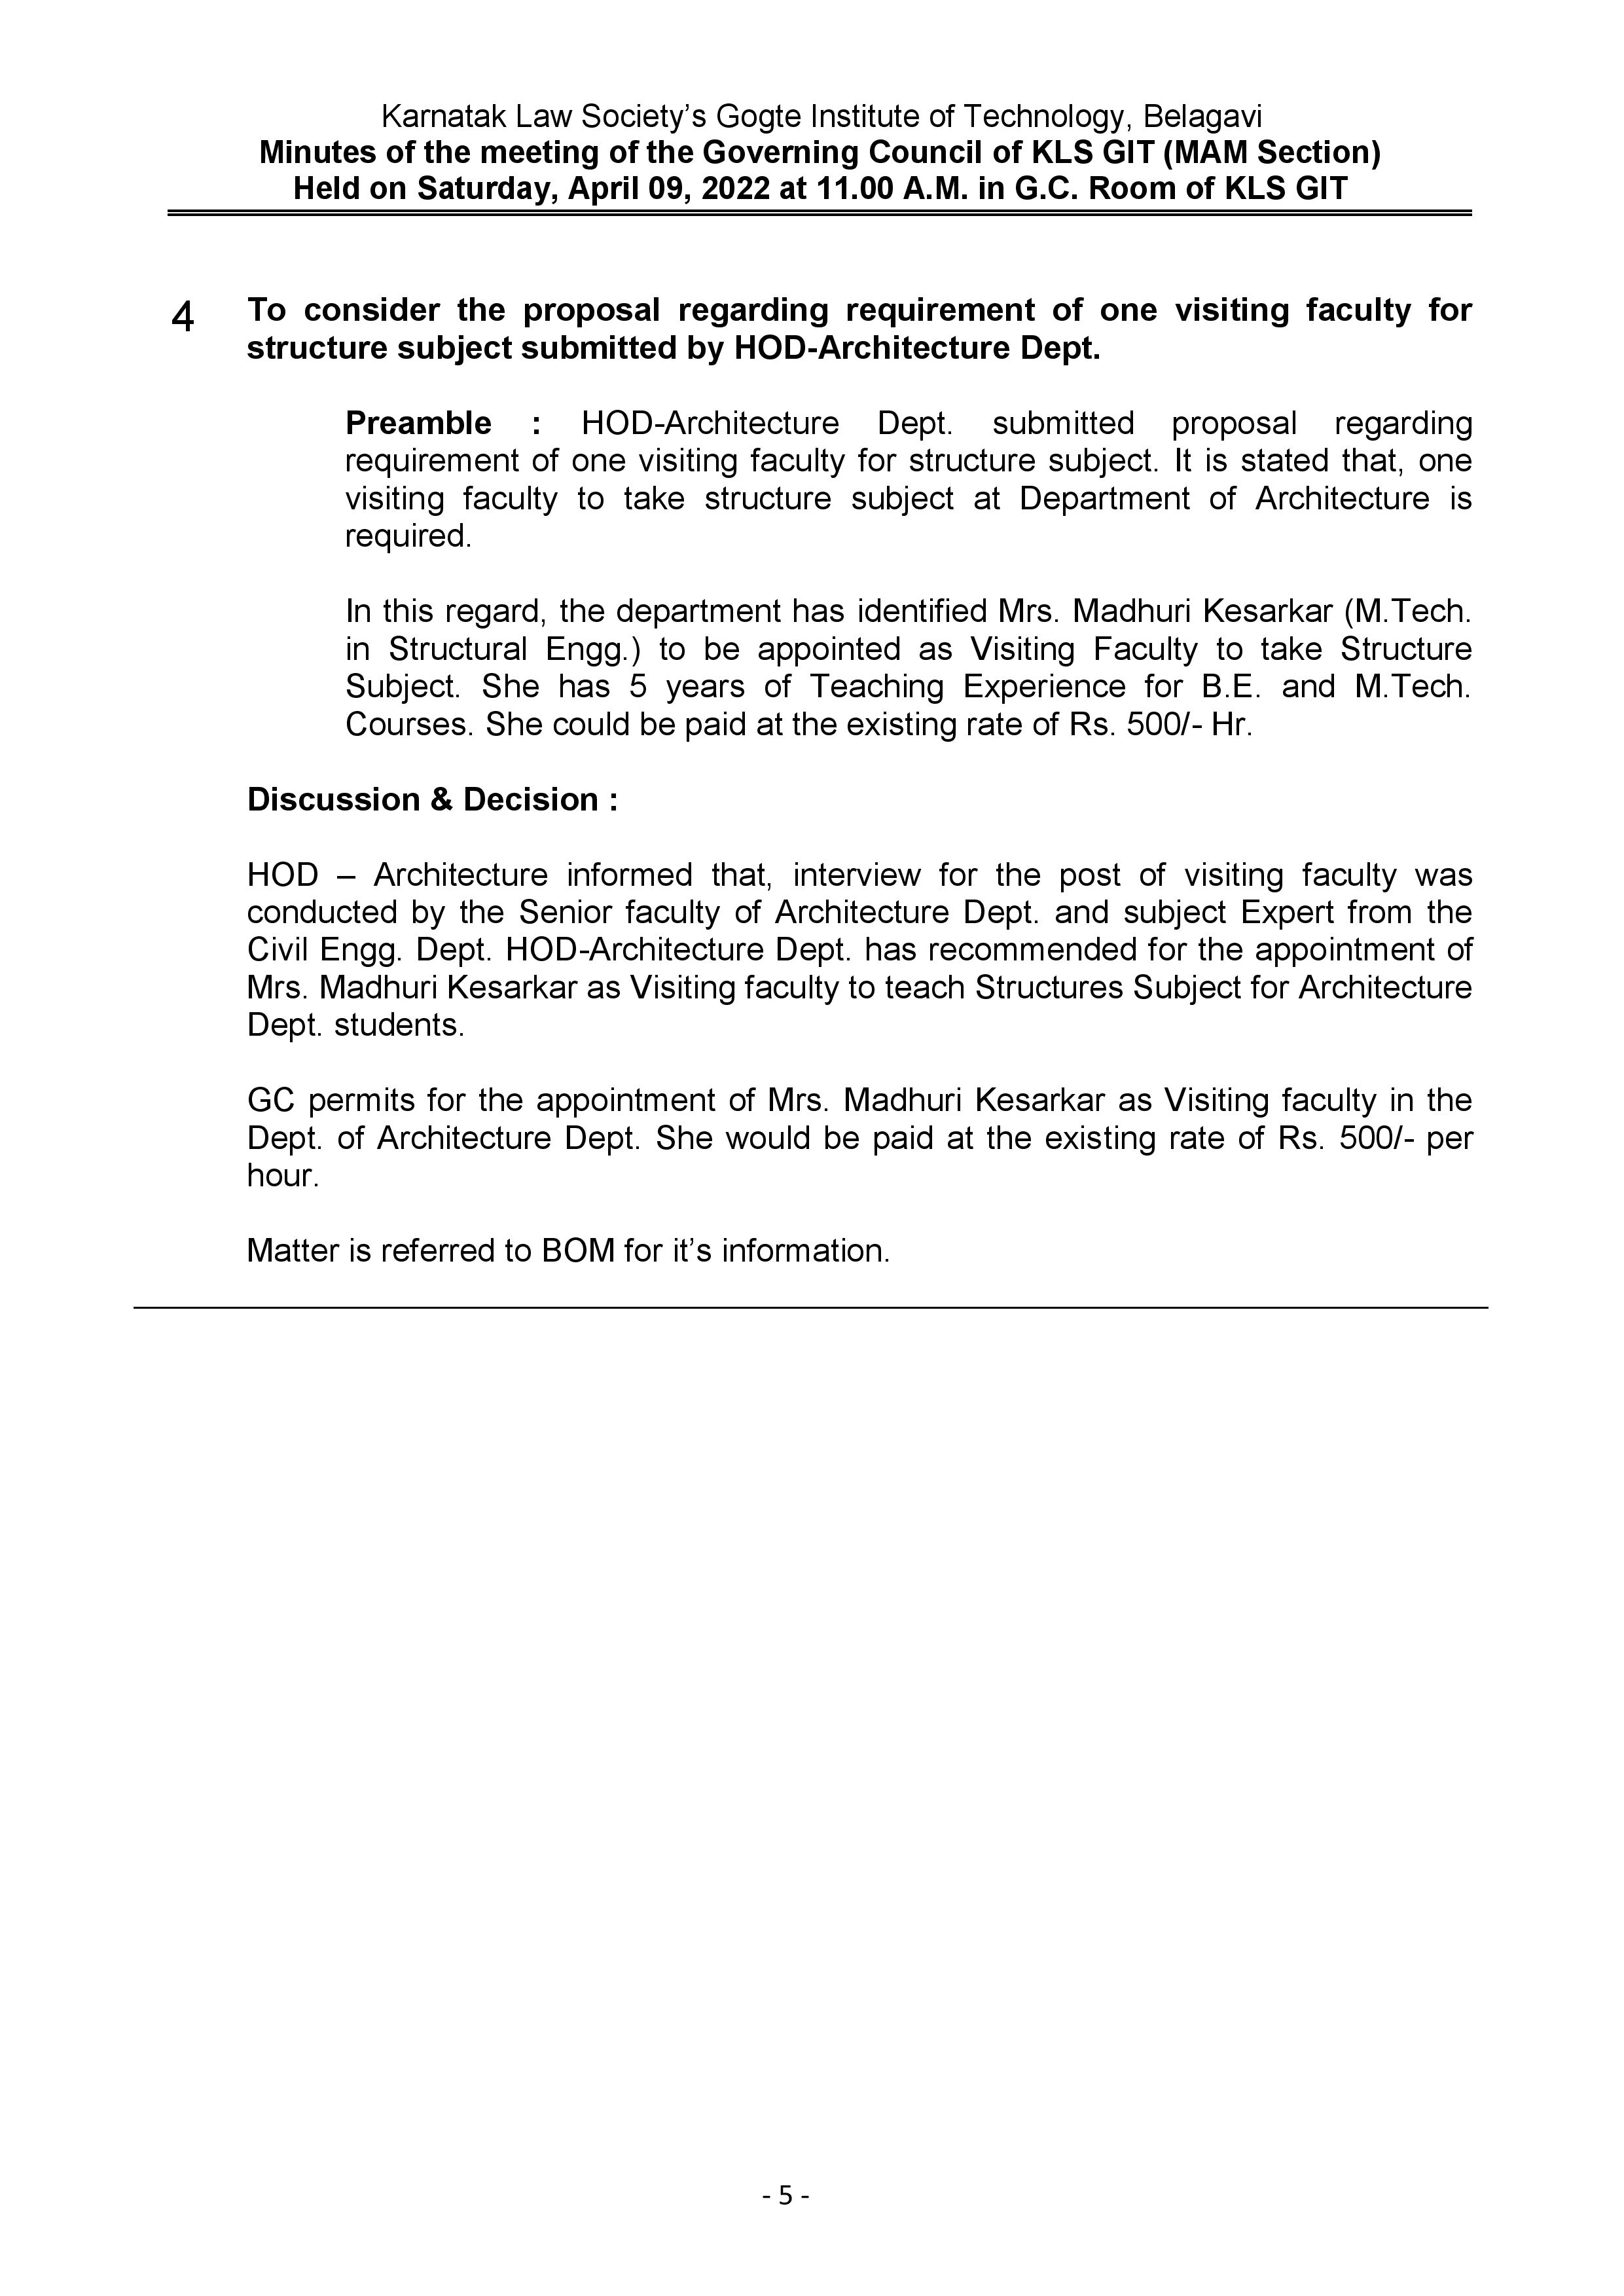 Karnatak Law Society’s Gogte Institute of Technology, Belagavi
Minutes of the meeting of the Governing Council of KLS GIT (MAM Section)
Held on Saturday, April 09, 2022 at 11.00 A.M. in G.C. Room of KLS GIT
4 To consider the proposal regarding requirement of one visiting faculty for
structure subject submitted by HOD-Architecture Dept.
Preamble : HOD-Architecture Dept. submitted proposal regarding
requirement of one visiting faculty for structure subject. It is stated that, one
visiting faculty to take structure subject at Department of Architecture is
required.
In this regard, the department has identified Mrs. Madhuri Kesarkar (M.Tech.
in Structural Engg.) to be appointed as Visiting Faculty to take Structure
Subject. She has 5 years of Teaching Experience for B.E. and M.Tech.
Courses. She could be paid at the existing rate of Rs. 500/- Hr.
Discussion & Decision :
HOD – Architecture informed that, interview for the post of visiting faculty was
conducted by the Senior faculty of Architecture Dept. and subject Expert from the
Civil Engg. Dept. HOD-Architecture Dept. has recommended for the appointment of
Mrs. Madhuri Kesarkar as Visiting faculty to teach Structures Subject for Architecture
Dept. students.
GC permits for the appointment of Mrs. Madhuri Kesarkar as Visiting faculty in the
Dept. of Architecture Dept. She would be paid at the existing rate of Rs. 500/- per
hour.
Matter is referred to BOM for it’s information.
- 5 -